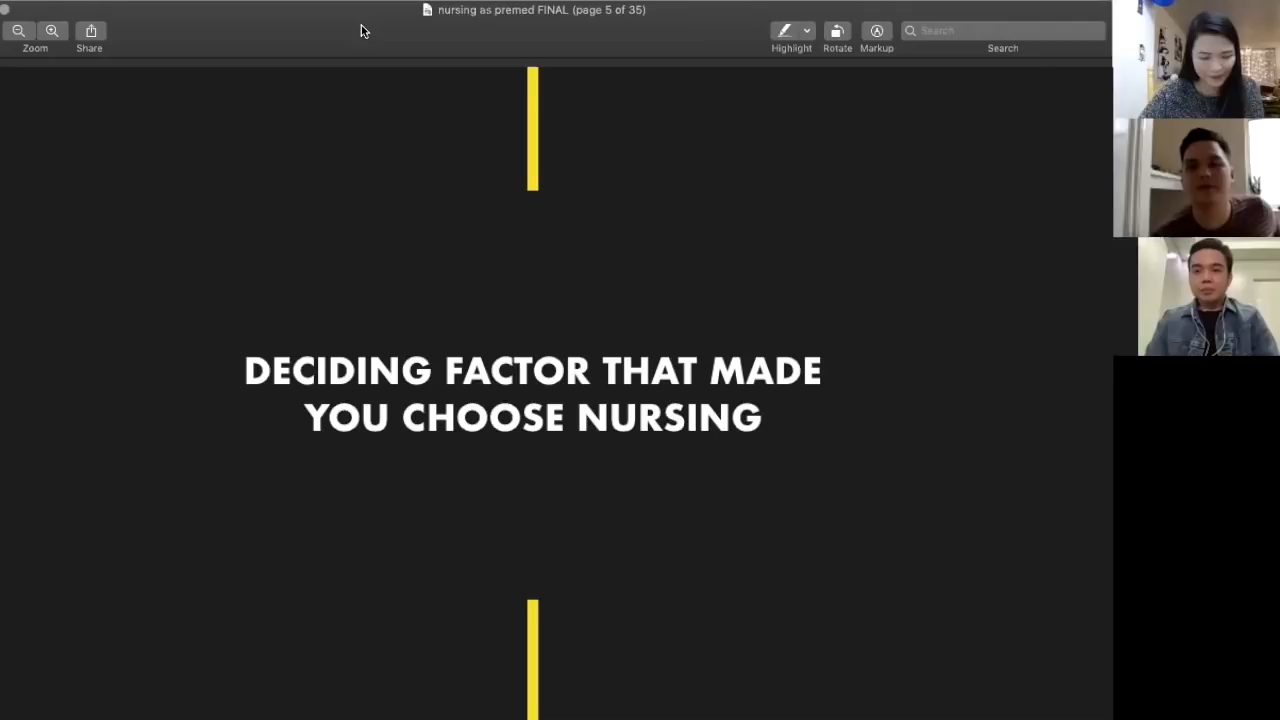 nursing as premed FINAL (page 5 of 35)
Zoom
Share
Highlight
Rotate
Markup
Search
Search
DECIDING FACTOR THAT MADE
YOU CHOOSE NURSING